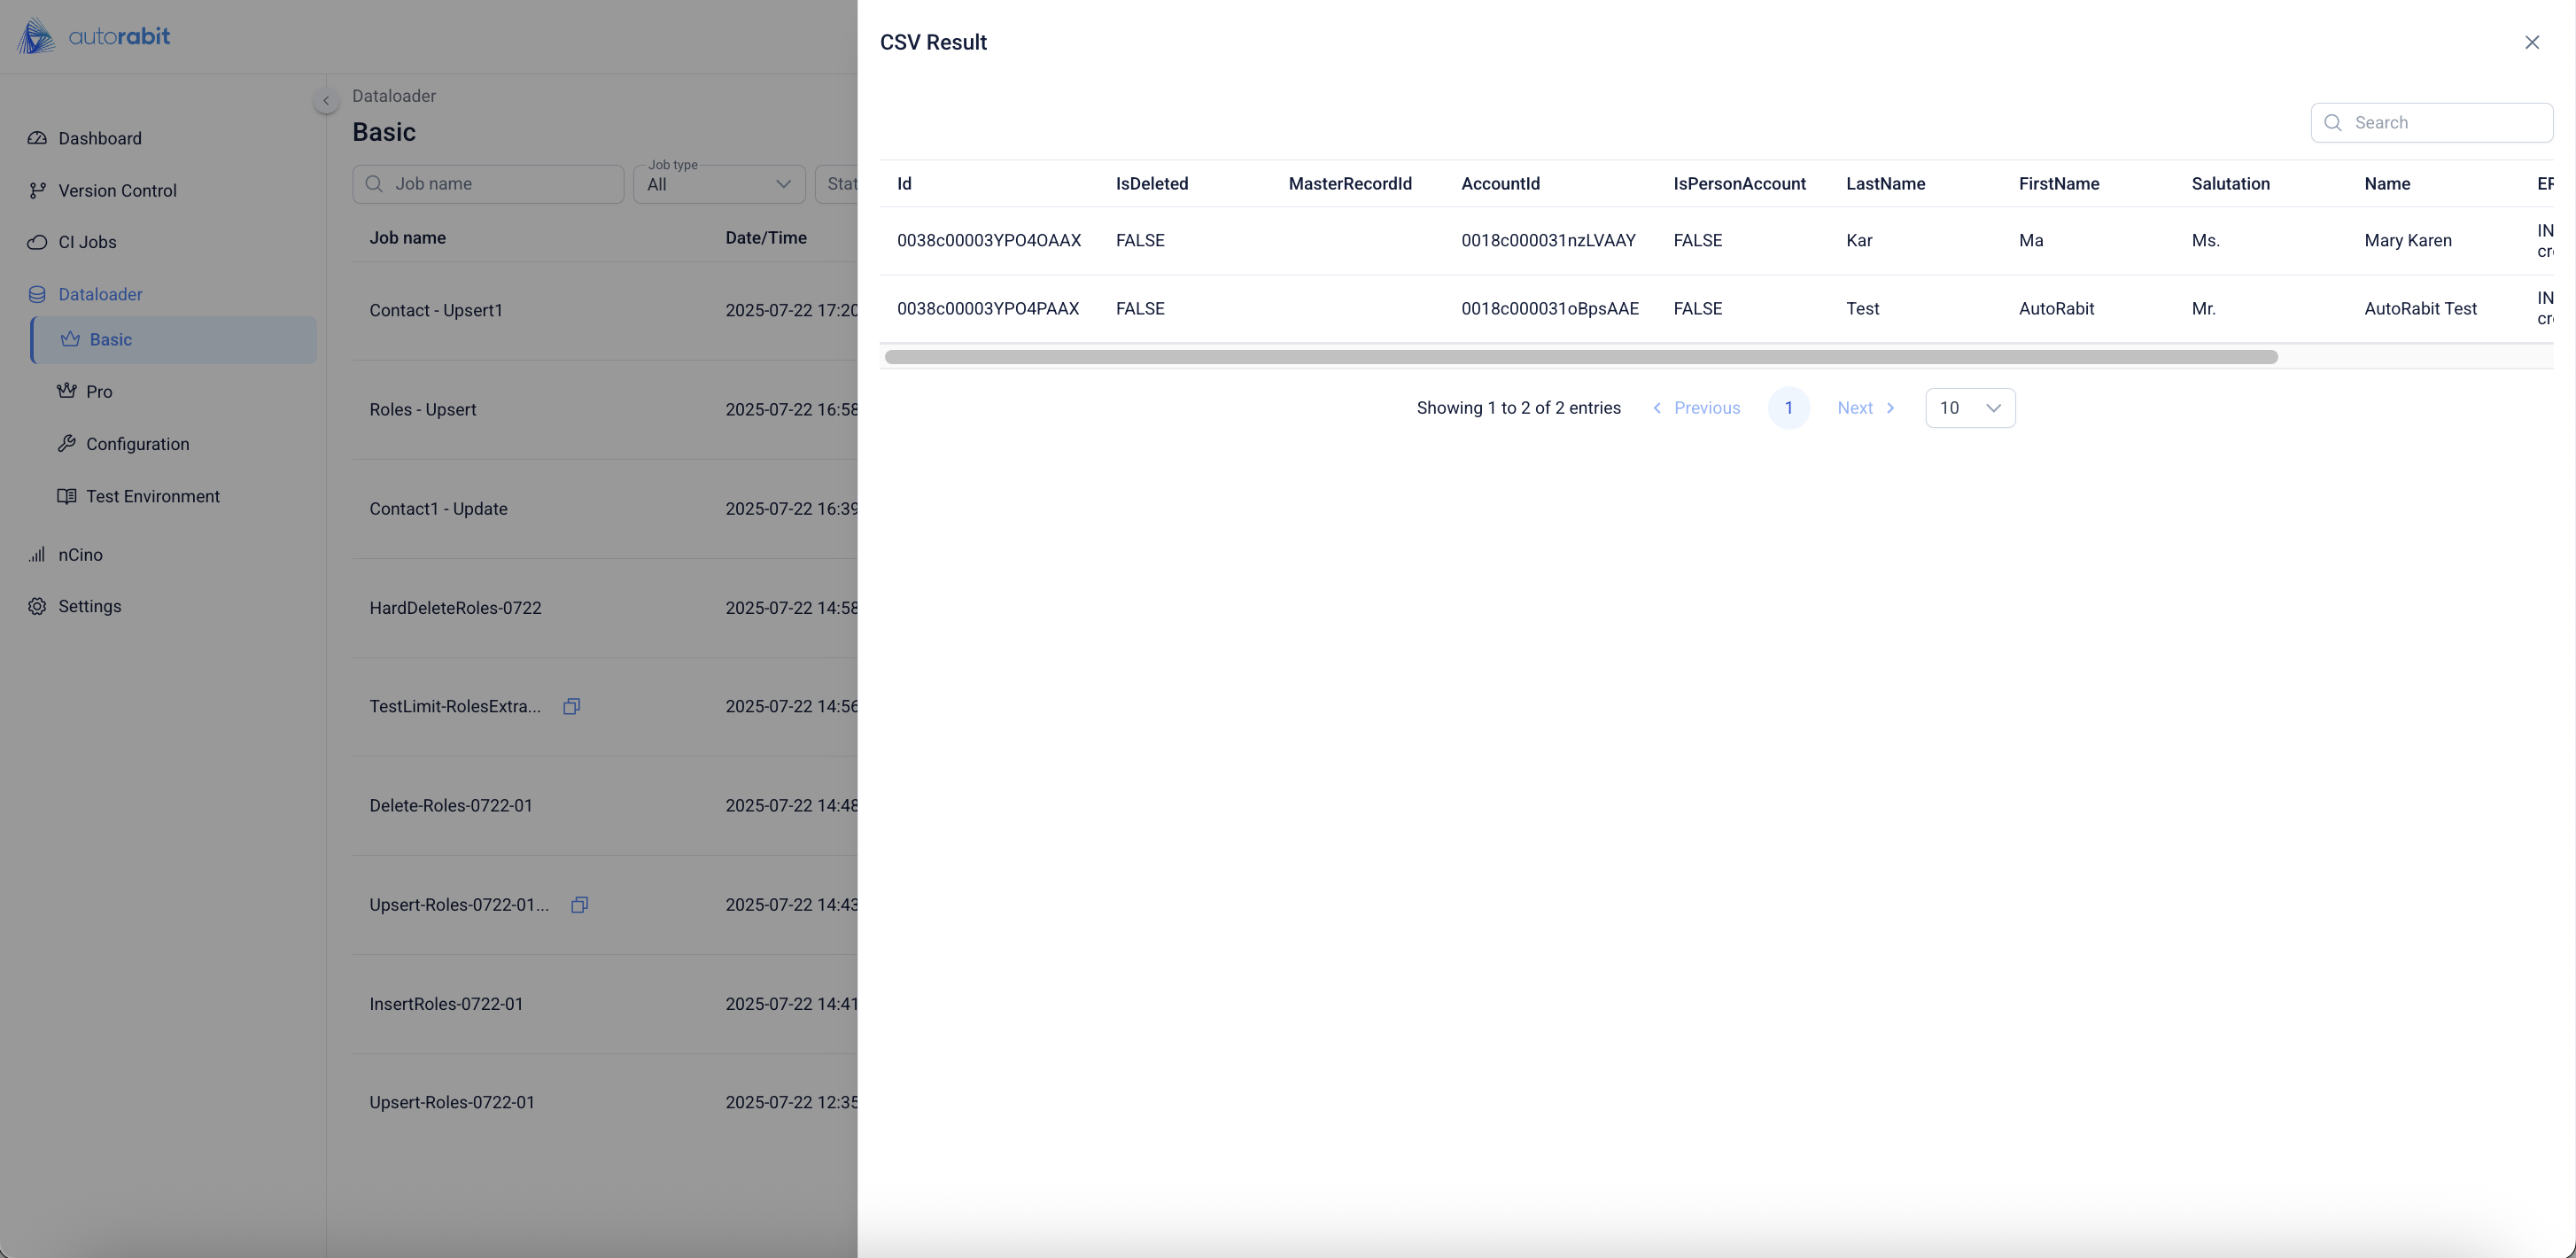 autorabit
Dashboard
Version Control
CI Jobs
Dataloader
Basic
Pro
Configuration
Test Environment
nCino
Settings
Dataloader
Basic
Job name
Job type
All
Stat
Job name Date/Time
Contact - Upsert1 2025-07-22 17:20
Roles - Upsert 2025-07-22 16:58
Contact1 - Update 2025-07-22 16:39
HardDeleteRoles-0722 2025-07-22 14:58
TestLimit-RolesExtra... 2025-07-22 14:56
Delete-Roles-0722-01 2025-07-22 14:48
Upsert-Roles-0722-01... 2025-07-22 14:43
InsertRoles-0722-01 2025-07-22 14:41
Upsert-Roles-0722-01 2025-07-22 12:35
CSV Result
Search
Id IsDeleted MasterRecordId AccountId IsPersonAccount LastName FirstName Salutation Name
0038c00003YPO4OAAX FALSE 0018c000031nzLVAAY FALSE Kar Ma Ms. Mary Karen IN
cr
0038c00003YPO4PAAX FALSE 0018c000031oBpsAAE FALSE Test AutoRabit Mr. AutoRabit Test IN
cr
Showing 1 to 2 of 2 entries Previous 1 Next 10